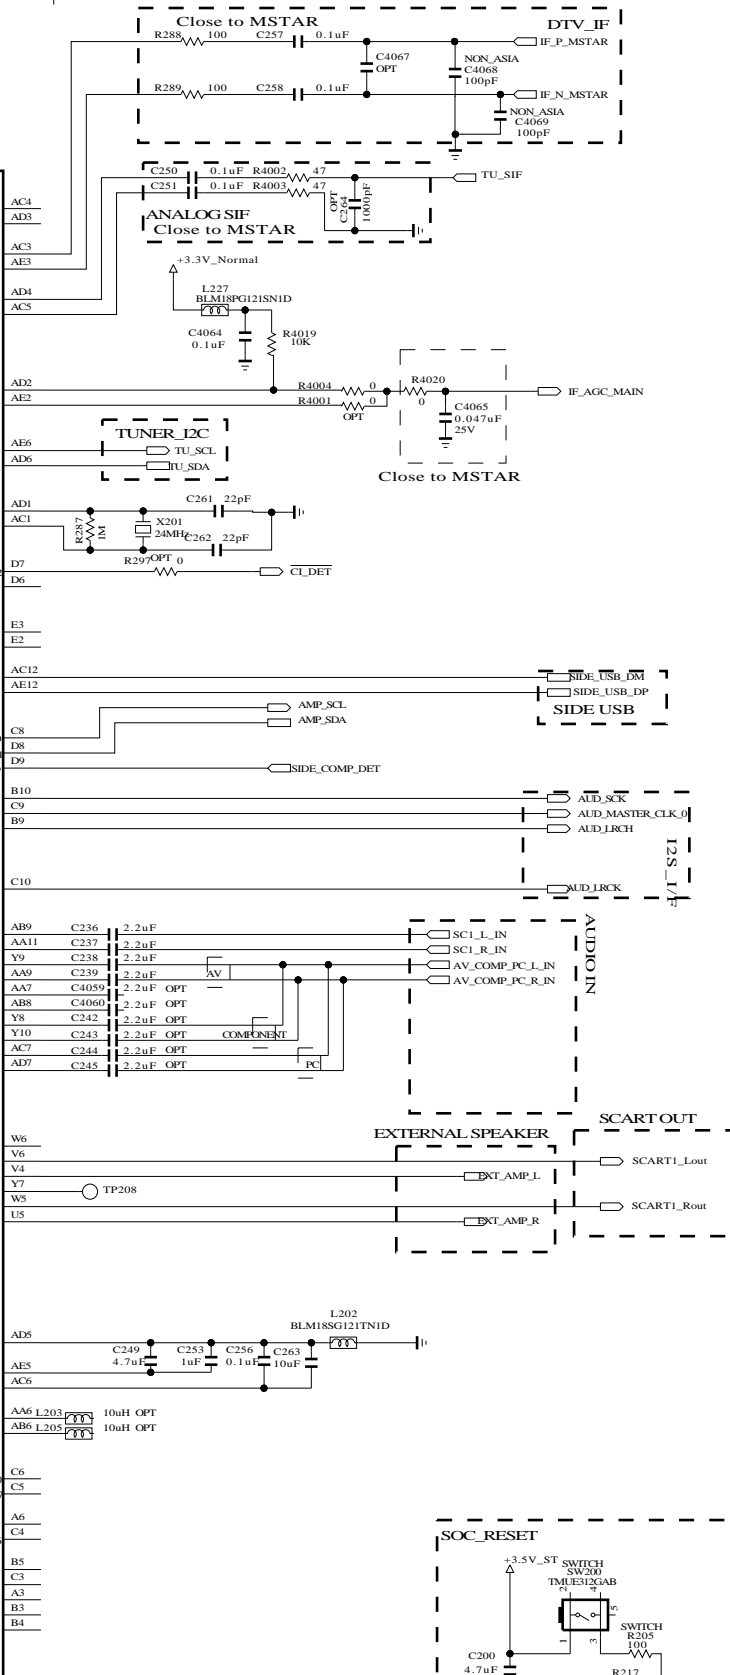 Close to MSTAR
DTV_IF
R288 100 C257 0.1uF
IF_P_MSTAR
C4067
OPT
NON_ASIA
C4068
100pF
R289 100 C258 0.1uF
IF_N_MSTAR
NON_ASIA
C4069
100pF
C250 0.1uF R4002 47
TU_SIF
C251 0.1uF R4003 47
OPT
C264
1000pF
ANALOG SIF
Close to MSTAR
AC4
AD3
AC3
AE3
+3.3V_Normal
AD4
L227
BLM18PG121SN1D
AC5
C4064
0.1uF
R4019
10K
AD2
R4004 0
R4020
0
IF_AGC_MAIN
AE2
R4001 0
OPT
C4065
0.047uF
25V
Close to MSTAR
TUNER_I2C
AE6
TU_SCL
AD6
TU_SDA
AD1
C261 22pF
AC1
R287
1M
X201
24MHz
C262 22pF
D7
R297 OPT 0
CI_DET
D6
E3
E2
AC12
SIDE_USB_DM
AE12
SIDE_USB_DP
SIDE USB
AMP_SCL
AMP_SDA
C8
D8
D9
SIDE_COMP_DET
B10
AUD_SCK
C9
AUD_MASTER_CLK_0
B9
AUD_LRCH
I2S_I/F
C10
AUD_LRCK
AUDIO IN
AB9 C236 2.2uF
SC1_L_IN
AA11 C237 2.2uF
SC1_R_IN
Y9 C238 2.2uF
AV_COMP_PC_L_IN
AA9 C239 2.2uF
AV
AV_COMP_PC_R_IN
AA7 C4059 2.2uF OPT
AB8 C4060 2.2uF OPT
Y8 C242 2.2uF OPT
Y10 C243 2.2uF OPT
COMPONENT
AC7 C244 2.2uF OPT
AD7 C245 2.2uF OPT
PC
SCART OUT
EXTERNAL SPEAKER
W6
V6
SCART1_Lout
V4
EXT_AMP_L
Y7
TP208
W5
SCART1_Rout
U5
EXT_AMP_R
L202
BLM18SG121TN1D
AD5
C249
4.7uF
C253
1uF
C256
0.1uF
C263
10uF
AE5
AC6
AA6 L203 10uH OPT
AB6 L205 10uH OPT
C6
C5
A6
C4
B5
C3
A3
B3
B4
SOC_RESET
+3.5V_ST
SWITCH
SW200
TMUE312GAB
2
4
5
1
3
SWITCH
R205
100
C200
4.7uF
R217